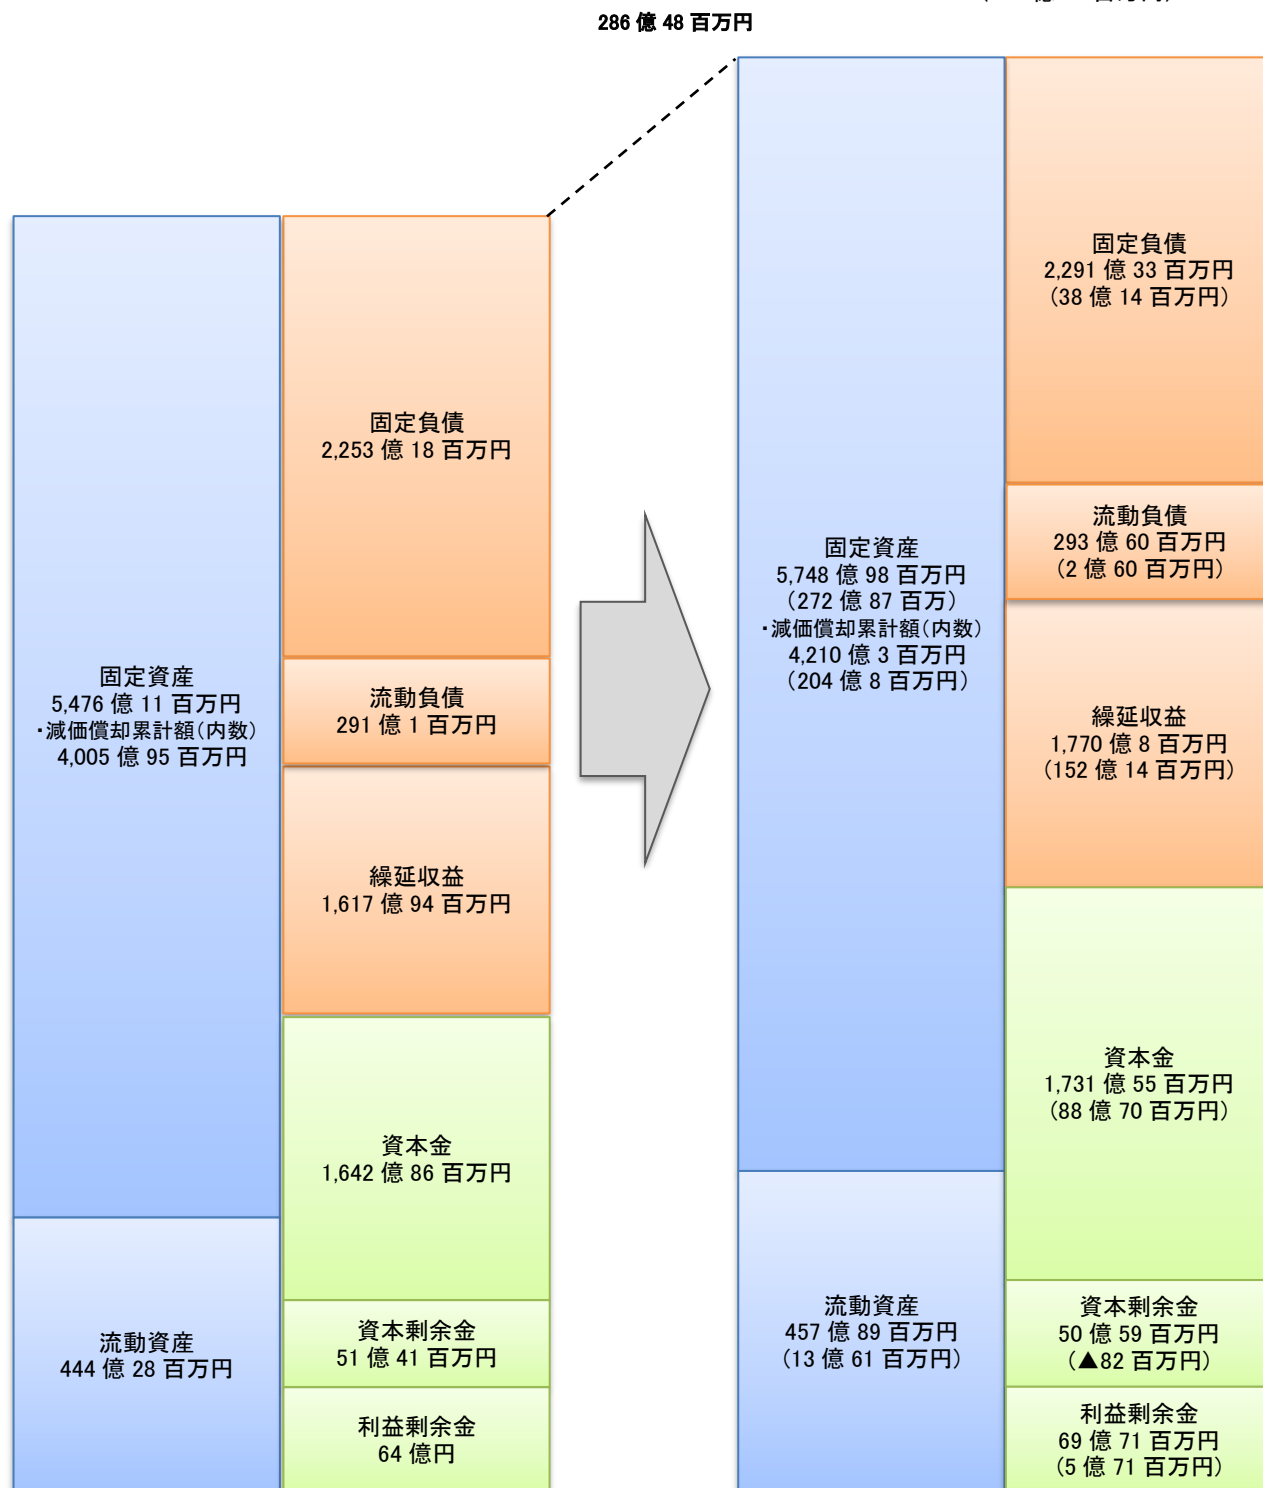 286 億 48 百万円
固定資産
5,476 億 11 百万円
・減価償却累計額(内数)
4,005 億 95 百万円
流動資産
444 億 28 百万円
固定負債
2,253 億 18 百万円
流動負債
291 億 1 百万円
繰延収益
1,617 億 94 百万円
資本金
1,642 億 86 百万円
資本剰余金
51 億 41 百万円
利益剰余金
64 億円
固定資産
5,748 億 98 百万円
(272 億 87 百万)
・減価償却累計額(内数)
4,210 億 3 百万円
(204 億 8 百万円)
流動資産
457 億 89 百万円
(13 億 61 百万円)
固定負債
2,291 億 33 百万円
(38 億 14 百万円)
流動負債
293 億 60 百万円
(2 億 60 百万円)
繰延収益
1,770 億 8 百万円
(152 億 14 百万円)
資本金
1,731 億 55 百万円
(88 億 70 百万円)
資本剰余金
50 億 59 百万円
(▲82 百万円)
利益剰余金
69 億 71 百万円
(5 億 71 百万円)